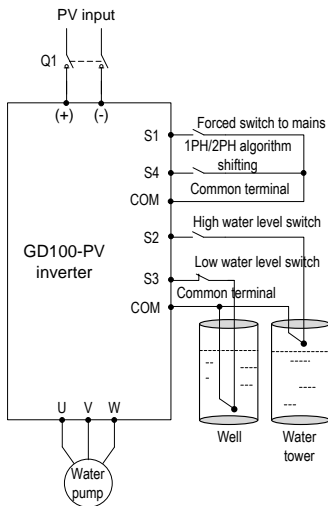 PV input
Q1
(+) (-)
S1
Forced switch to mains
1PH/2PH algorithm
shifting
S4
Common terminal
COM
High water level switch
S2
GD100-PV
inverter
Low water level switch
S3
Common terminal
COM
U V W
Well
Water
tower
Water
pump